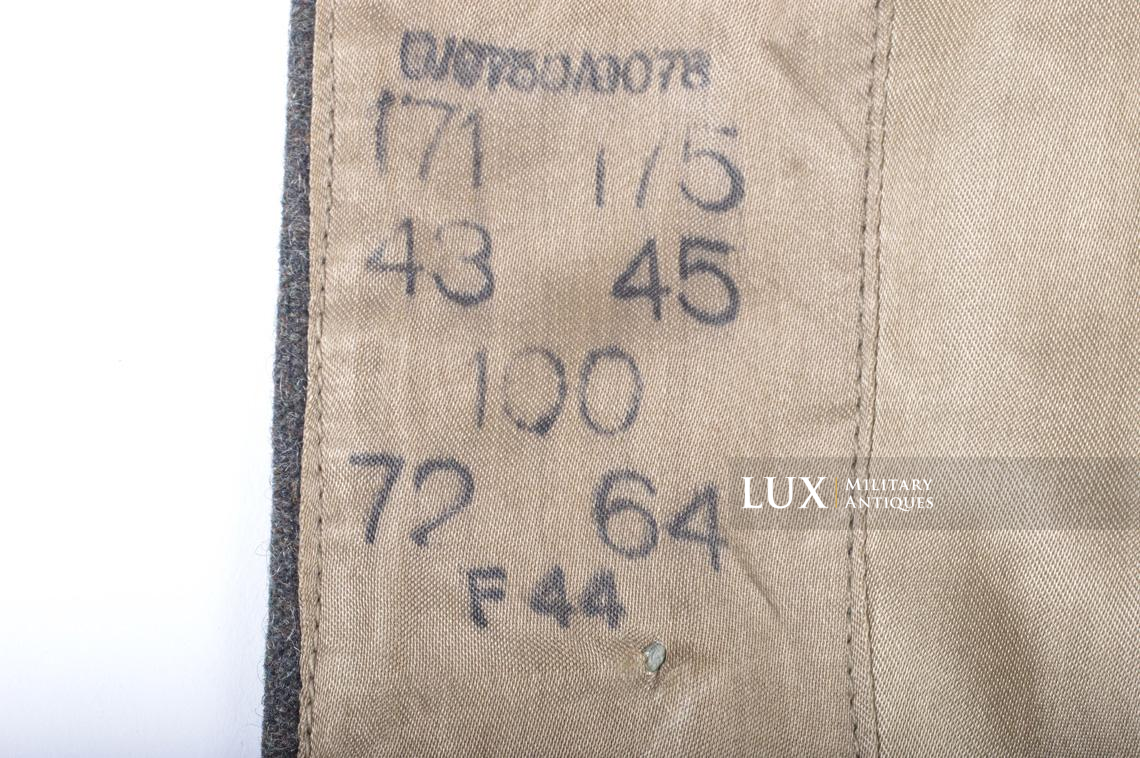 171 175
43 45
100
72 64
LUX MILITARY ANTIQUES
F 44